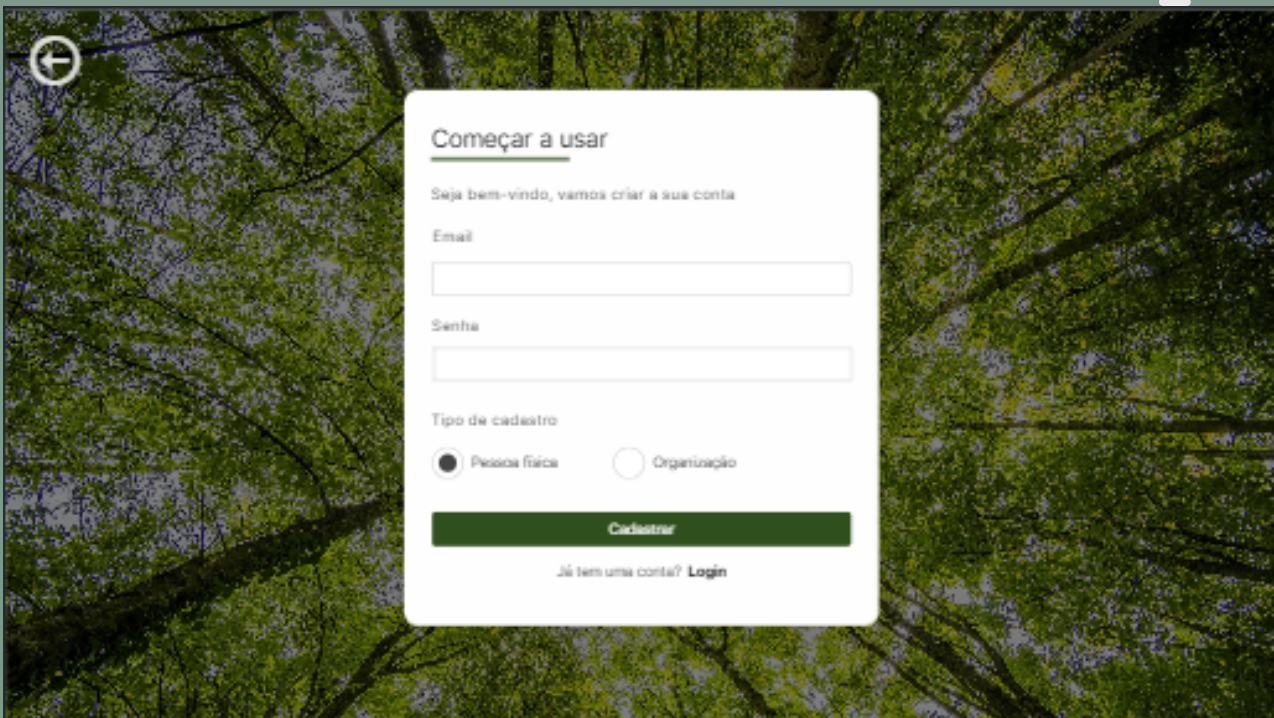 Começar a usar
Seja bem-vindo, vamos criar a sua conta
Email
Senha
Tipo de cadastro
Pessoa física Organização
Cadastrar
Já tem uma conta? Login